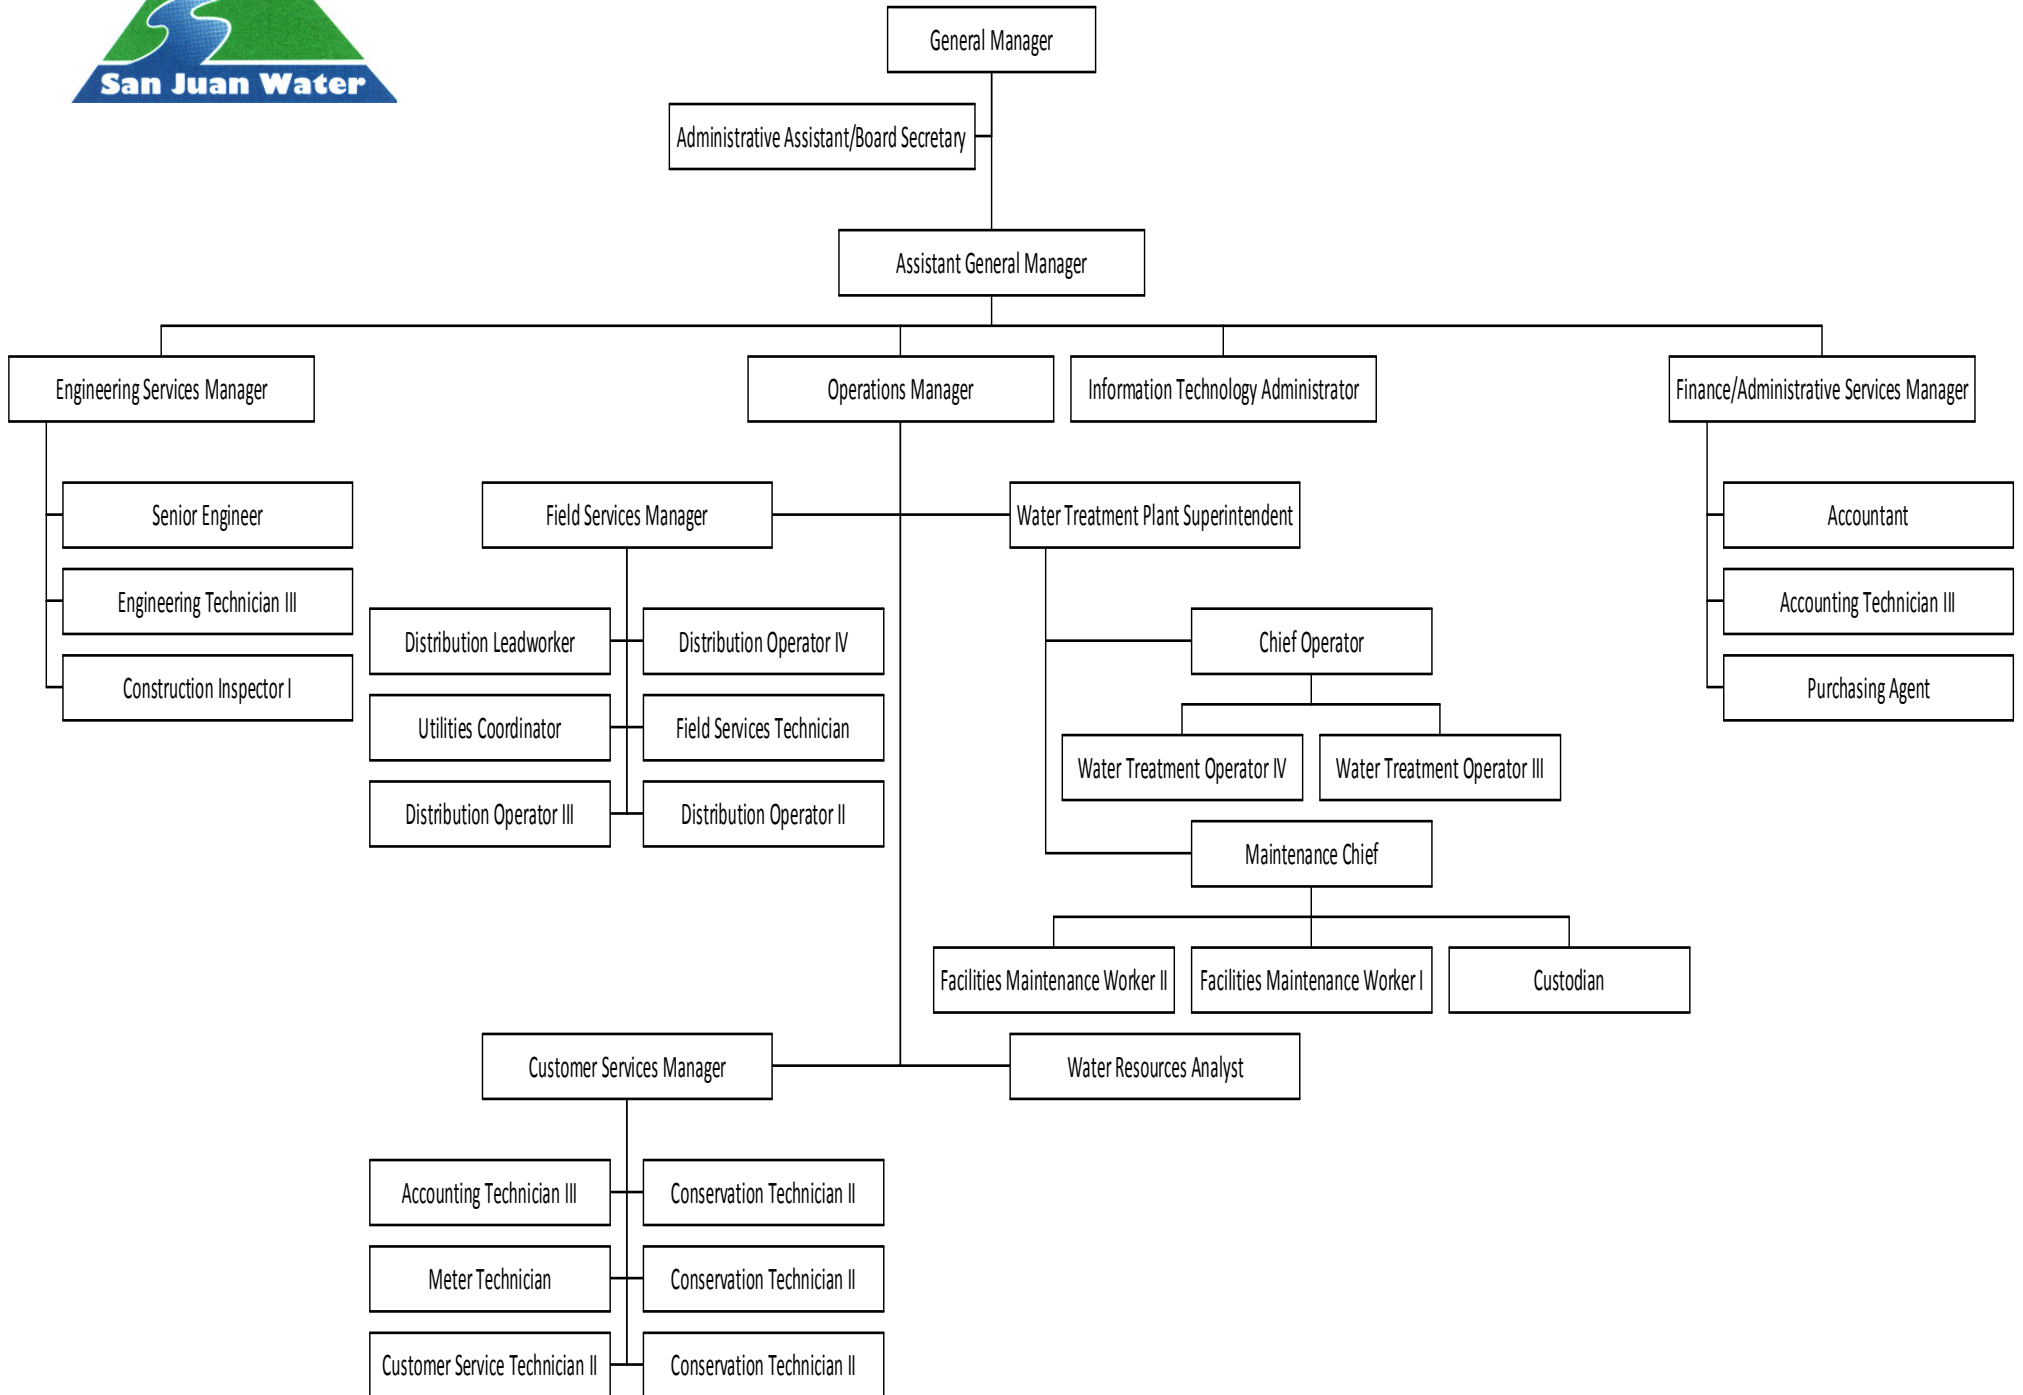 San Juan Water
General Manager
Administrative Assistant/Board Secretary
Assistant General Manager
Engineering Services Manager
Operations Manager
Information Technology Administrator
Finance/Administrative Services Manager
Senior Engineer
Field Services Manager
Water Treatment Plant Superintendent
Accountant
Engineering Technician III
Accounting Technician III
Distribution Leadworker
Distribution Operator IV
Chief Operator
Construction Inspector I
Purchasing Agent
Utilities Coordinator
Field Services Technician
Water Treatment Operator IV
Water Treatment Operator III
Distribution Operator III
Distribution Operator II
Maintenance Chief
Facilities Maintenance Worker II
Facilities Maintenance Worker I
Custodian
Customer Services Manager
Water Resources Analyst
Accounting Technician III
Conservation Technician II
Meter Technician
Conservation Technician II
Customer Service Technician II
Conservation Technician II